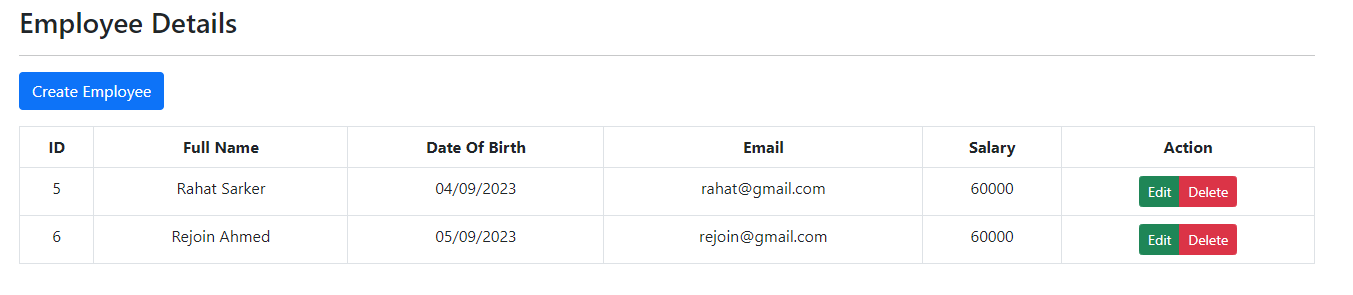 Employee Details
Create Employee
ID Full Name Date Of Birth Email Salary Action
5 Rahat Sarker 04/09/2023 rahat@gmail.com 60000 Edit Delete
6 Rejoin Ahmed 05/09/2023 rejoin@gmail.com 60000 Edit Delete